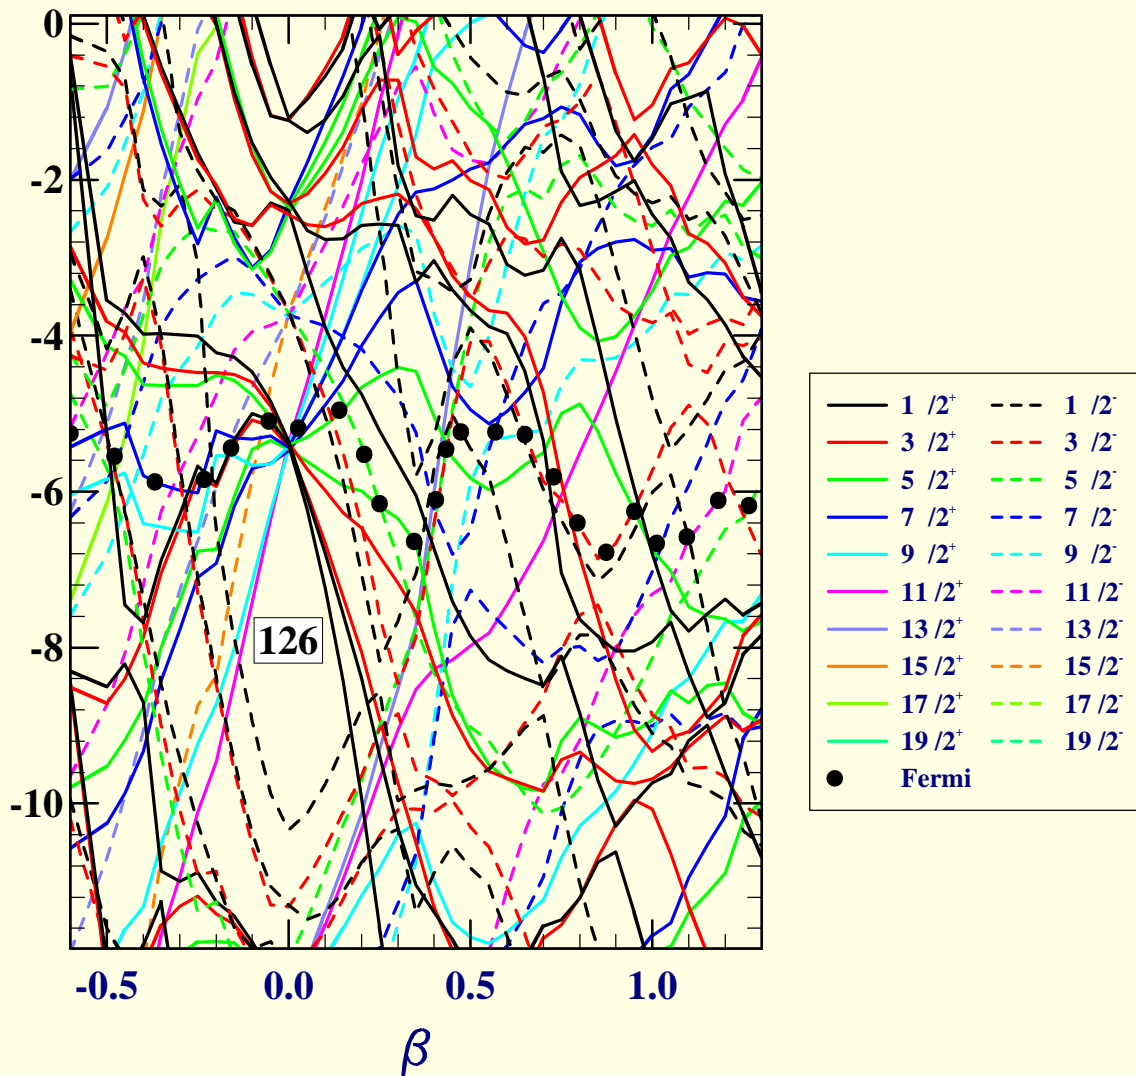 0
-2
-4
-6
-8
-10
126
-0.5 0.0 0.5 1.0
β
1 /2+ 1 /2-
3 /2+ 3 /2-
5 /2+ 5 /2-
7 /2+ 7 /2-
9 /2+ 9 /2-
11 /2+ 11 /2-
13 /2+ 13 /2-
15 /2+ 15 /2-
17 /2+ 17 /2-
19 /2+ 19 /2-
Fermi